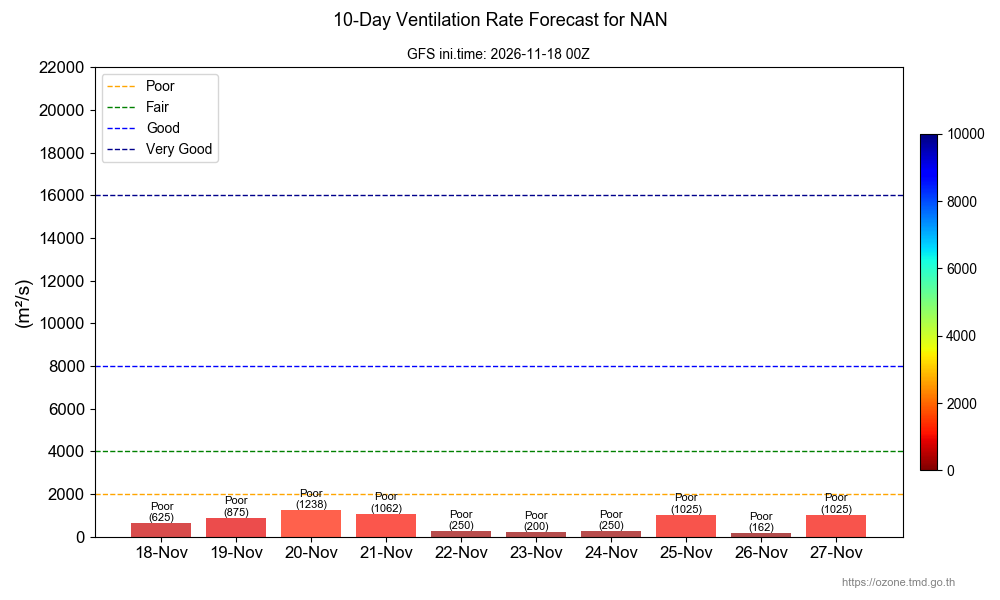 10-Day Ventilation Rate Forecast for NAN
GFS ini.time: 2026-11-18 00Z
22000
20000
18000
16000
14000
12000
10000
8000
6000
4000
2000
0
(m²/s)
Poor
Fair
Good
Very Good
Poor
(625)
Poor
(875)
Poor
(1238)
Poor
(1062)
Poor
(250)
Poor
(200)
Poor
(250)
Poor
(1025)
Poor
(162)
Poor
(1025)
18-Nov
19-Nov
20-Nov
21-Nov
22-Nov
23-Nov
24-Nov
25-Nov
26-Nov
27-Nov
10000
8000
6000
4000
2000
0
https://ozone.tmd.go.th